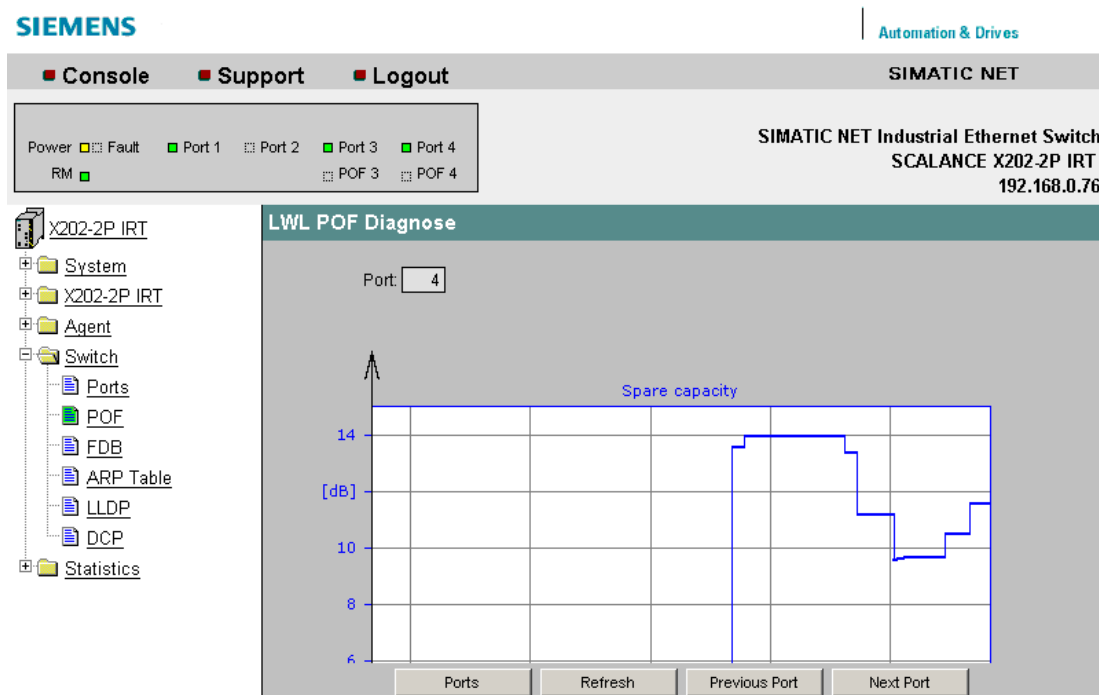 SIEMENS
Automation & Drives
Console Support Logout SIMATIC NET
Power Fault Port 1 Port 2 Port 3 Port 4
RM POF 3 POF 4
SIMATIC NET Industrial Ethernet Switch
SCALANCE X202-2P IRT
192.168.0.76
X202-2P IRT
System
X202-2P IRT
Agent
Switch
Ports
POF
FDB
ARP Table
LLDP
DCP
Statistics
LWL POF Diagnose
Port: 4
Spare capacity
14
[dB]
10
8
6
Ports Refresh Previous Port Next Port